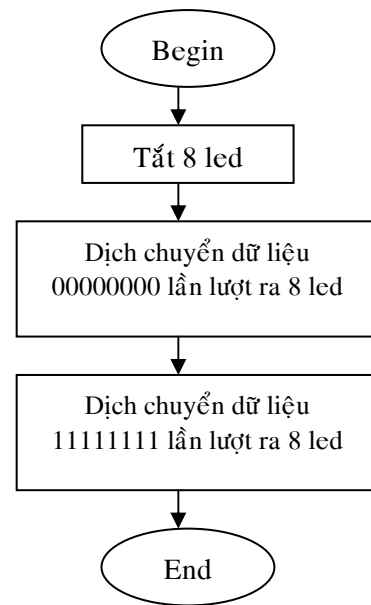 Begin
Tắt 8 led
Dịch chuyển dữ liệu
00000000 lần lượt ra 8 led
Dịch chuyển dữ liệu
11111111 lần lượt ra 8 led
End